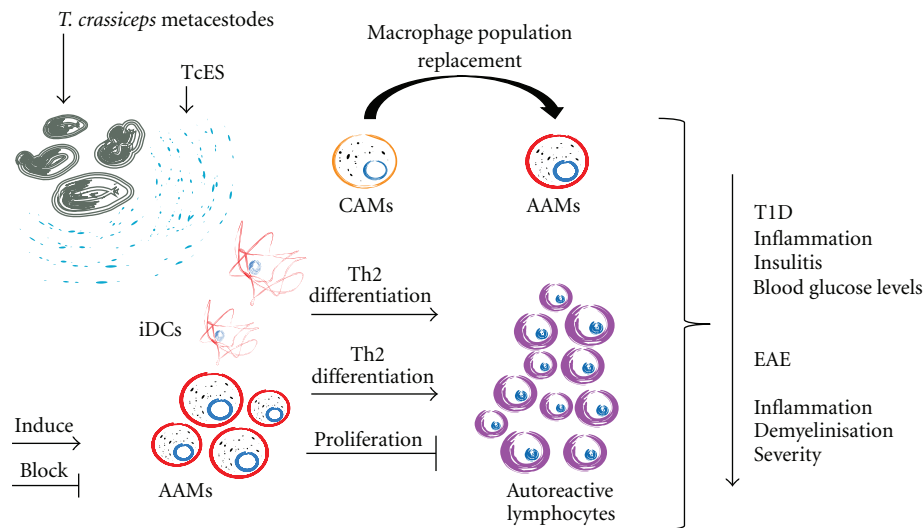 T. crassiceps metacestodes
TcES
Macrophage population
replacement
CAMs
AAMs
Th2
differentiation
iDCs
Th2
differentiation
Proliferation
Induce
Block
AAMs
Autoreactive
lymphocytes
T1D
Inflammation
Insulitis
Blood glucose levels
EAE
Inflammation
Demyelinisation
Severity